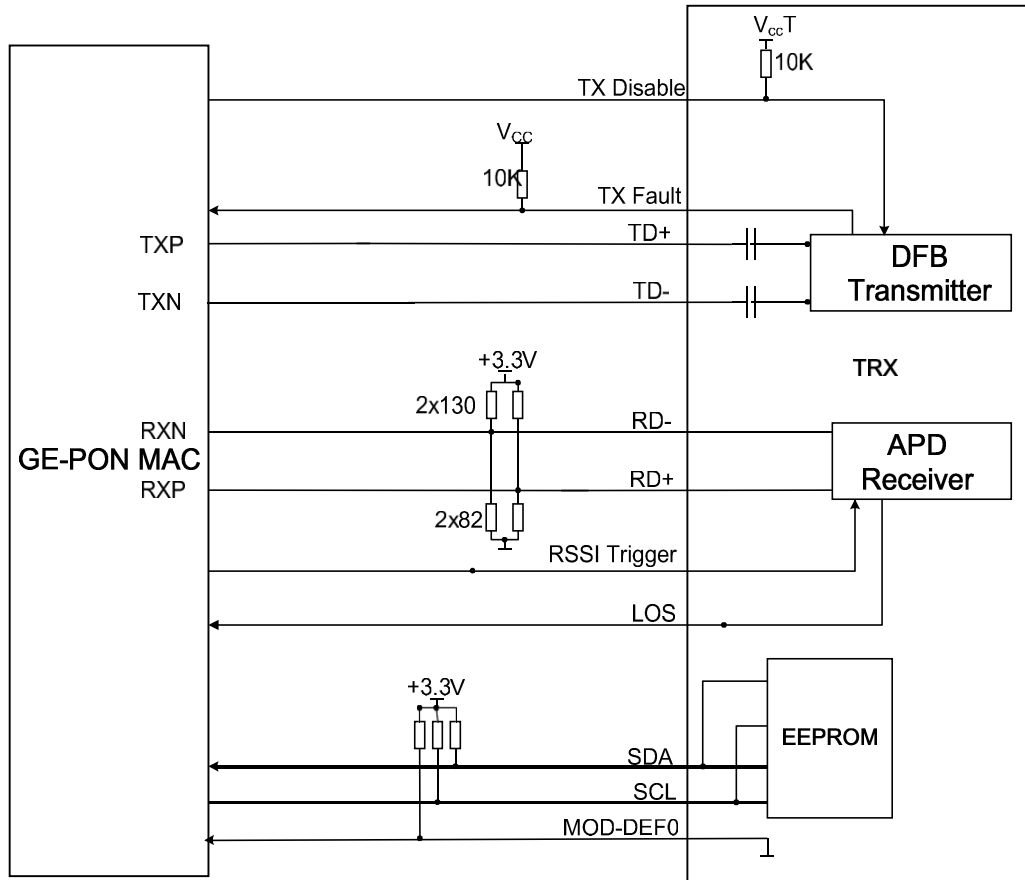 VccT
10K
TX Disable
VCC
10K
TX Fault
TXP
TD+
DFB
Transmitter
TXN
TD-
+3.3V
TRX
2x130
RXN
RD-
APD
Receiver
GE-PON MAC
RXP
RD+
2x82
RSSI Trigger
LOS
+3.3V
EEPROM
SDA
SCL
MOD-DEF0